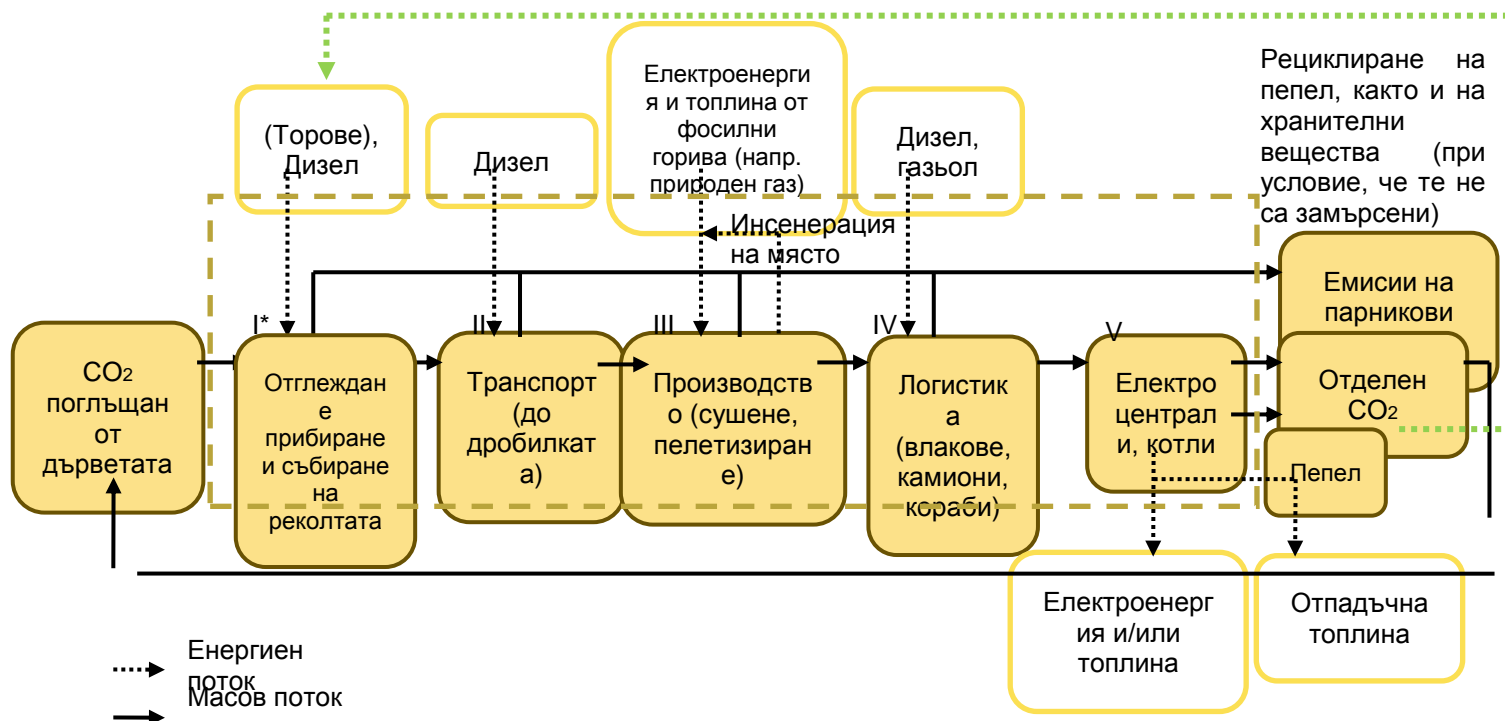 (Торове),
Дизел
Дизел
Електроенерги
я и топлина от
фосилни
горива (напр.
природен газ)
Дизел,
газьол
Рециклиране на
пепел, както и на
хранителни
вещества (при
условие, че те не
са замърсени)
Инсенерация
на място
I*
II
III
IV
V
CO2
поглъщан
от
дърветата
Отглеждан
е
прибиране
и събиране
на
реколтата
Транспорт
(до
дробилкат
а)
Производств
о (сушене,
пелетизиран
е)
Логистик
а
(влакове,
камиони,
кораби)
Електро
централ
и, котли
Емисии на
парникови
Отделен
CO2
Пепел
Електроенерг
ия и/или
топлина
Отпадъчна
топлина
Енергиен
поток
Масов поток